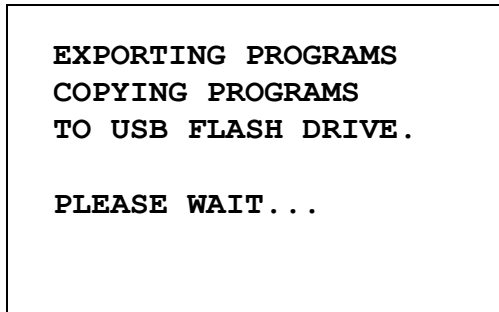 EXPORTING PROGRAMS
COPYING PROGRAMS
TO USB FLASH DRIVE.
PLEASE WAIT...